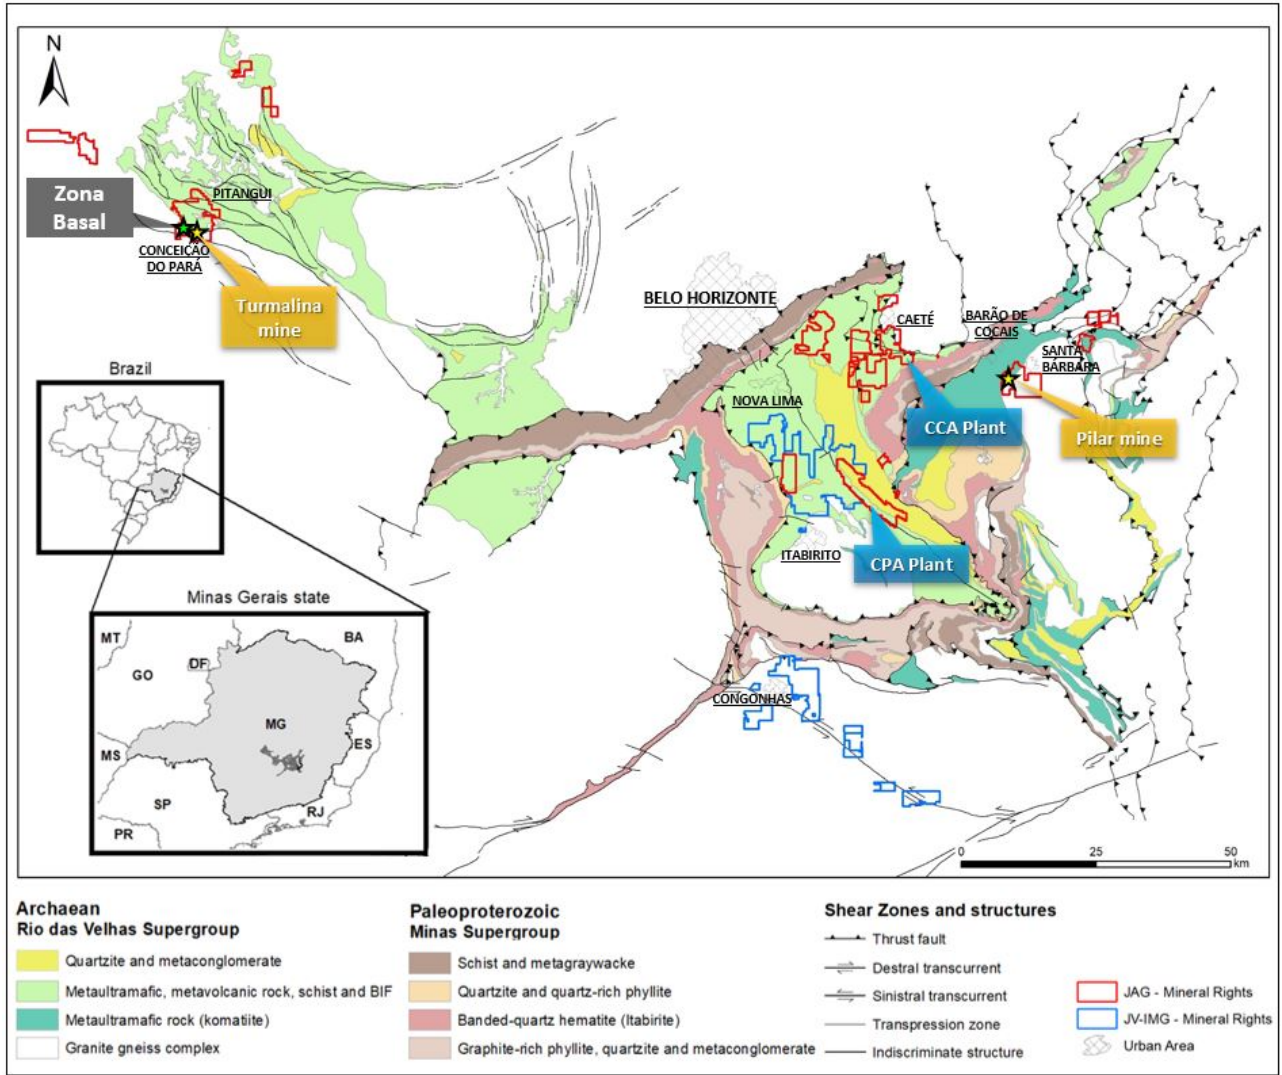 N
Zona
Basal
PITANGUI
CONCEIÇÃO
DO PARÁ
Turmalina
mine
BELO HORIZONTE
CAETÉ
BARÃO DE
COCAIS
SANTA
BÁRBARA
NOVA LIMA
CCA Plant
Pilar mine
ITABIRITO
CPA Plant
CONGONHAS
Brazil
Minas Gerais state
MT
BA
DF
GO
MG
ES
MS
SP
RJ
PR
0 25 50
km
Archaean
Rio das Velhas Supergroup
Quartzite and metaconglomerate
Metaultramafic, metavolcanic rock, schist and BIF
Metaultramafic rock (komatiite)
Granite gneiss complex
Paleoproterozoic
Minas Supergroup
Schist and metagraywacke
Quartzite and quartz-rich phyllite
Banded-quartz hematite (Itabirite)
Graphite-rich phyllite, quartzite and metaconglomerate
Shear Zones and structures
Thrust fault
Destral transcurrent
Sinistral transcurrent
Transpression zone
Indiscriminate structure
JAG - Mineral Rights
JV-IMG - Mineral Rights
Urban Area